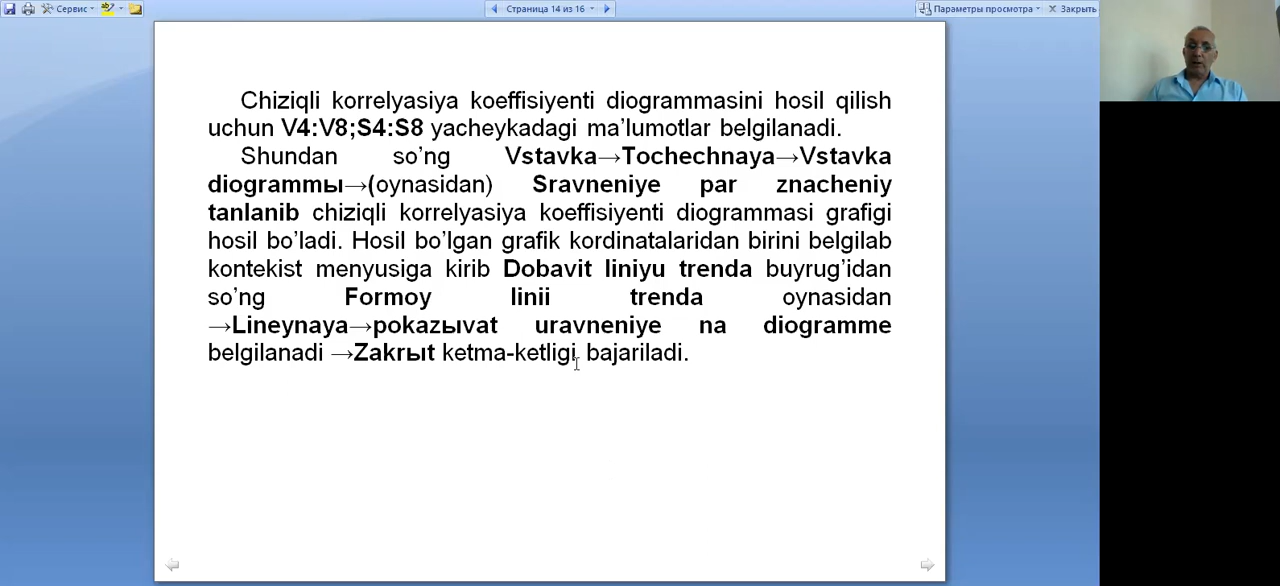 Сервис
Страница 14 из 16
Параметры просмотра
Закрыть
Chiziqli korrelyasiya koeffisiyenti diogrammasini hosil qilish
uchun V4:V8;S4:S8 yacheykadagi ma’lumotlar belgilanadi.
Shundan so’ng Vstavka→Tochechnaya→Vstavka
diogrammы→(oynasidan) Sravneniye par znacheniy
tanlanib chiziqli korrelyasiya koeffisiyenti diogrammasi grafigi
hosil bo’ladi. Hosil bo’lgan grafik kordinatalaridan birini belgilab
kontekist menyusiga kirib Dobavit liniyu trenda buyrug’idan
so’ng Formoy linii trenda oynasidan
→Lineynaya→pokazыvat uravneniye na diogramme
belgilanadi →Zakrыt ketma-ketligi bajariladi.